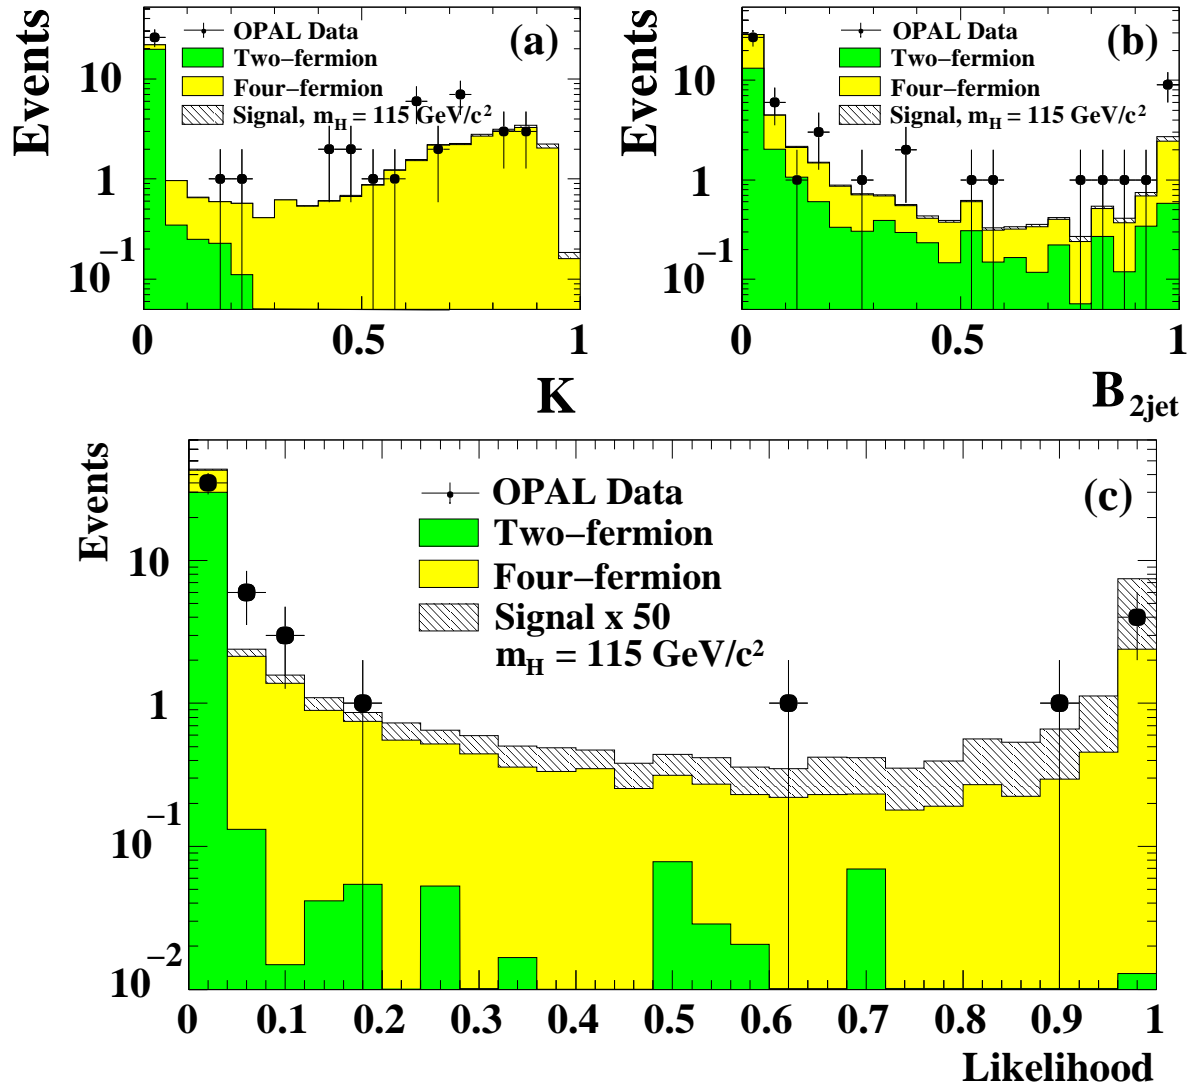 Events
OPAL Data
Two−fermion
Four−fermion
Signal, m_H = 115 GeV/c²
(a)
10
1
10⁻¹
0 0.5 1
K
Events
OPAL Data
Two−fermion
Four−fermion
Signal, m_H = 115 GeV/c²
(b)
10
1
10⁻¹
0 0.5 1
B_2jet
Events
OPAL Data
Two−fermion
Four−fermion
Signal x 50
m_H = 115 GeV/c²
(c)
10
1
10⁻¹
10⁻²
0 0.1 0.2 0.3 0.4 0.5 0.6 0.7 0.8 0.9 1
Likelihood